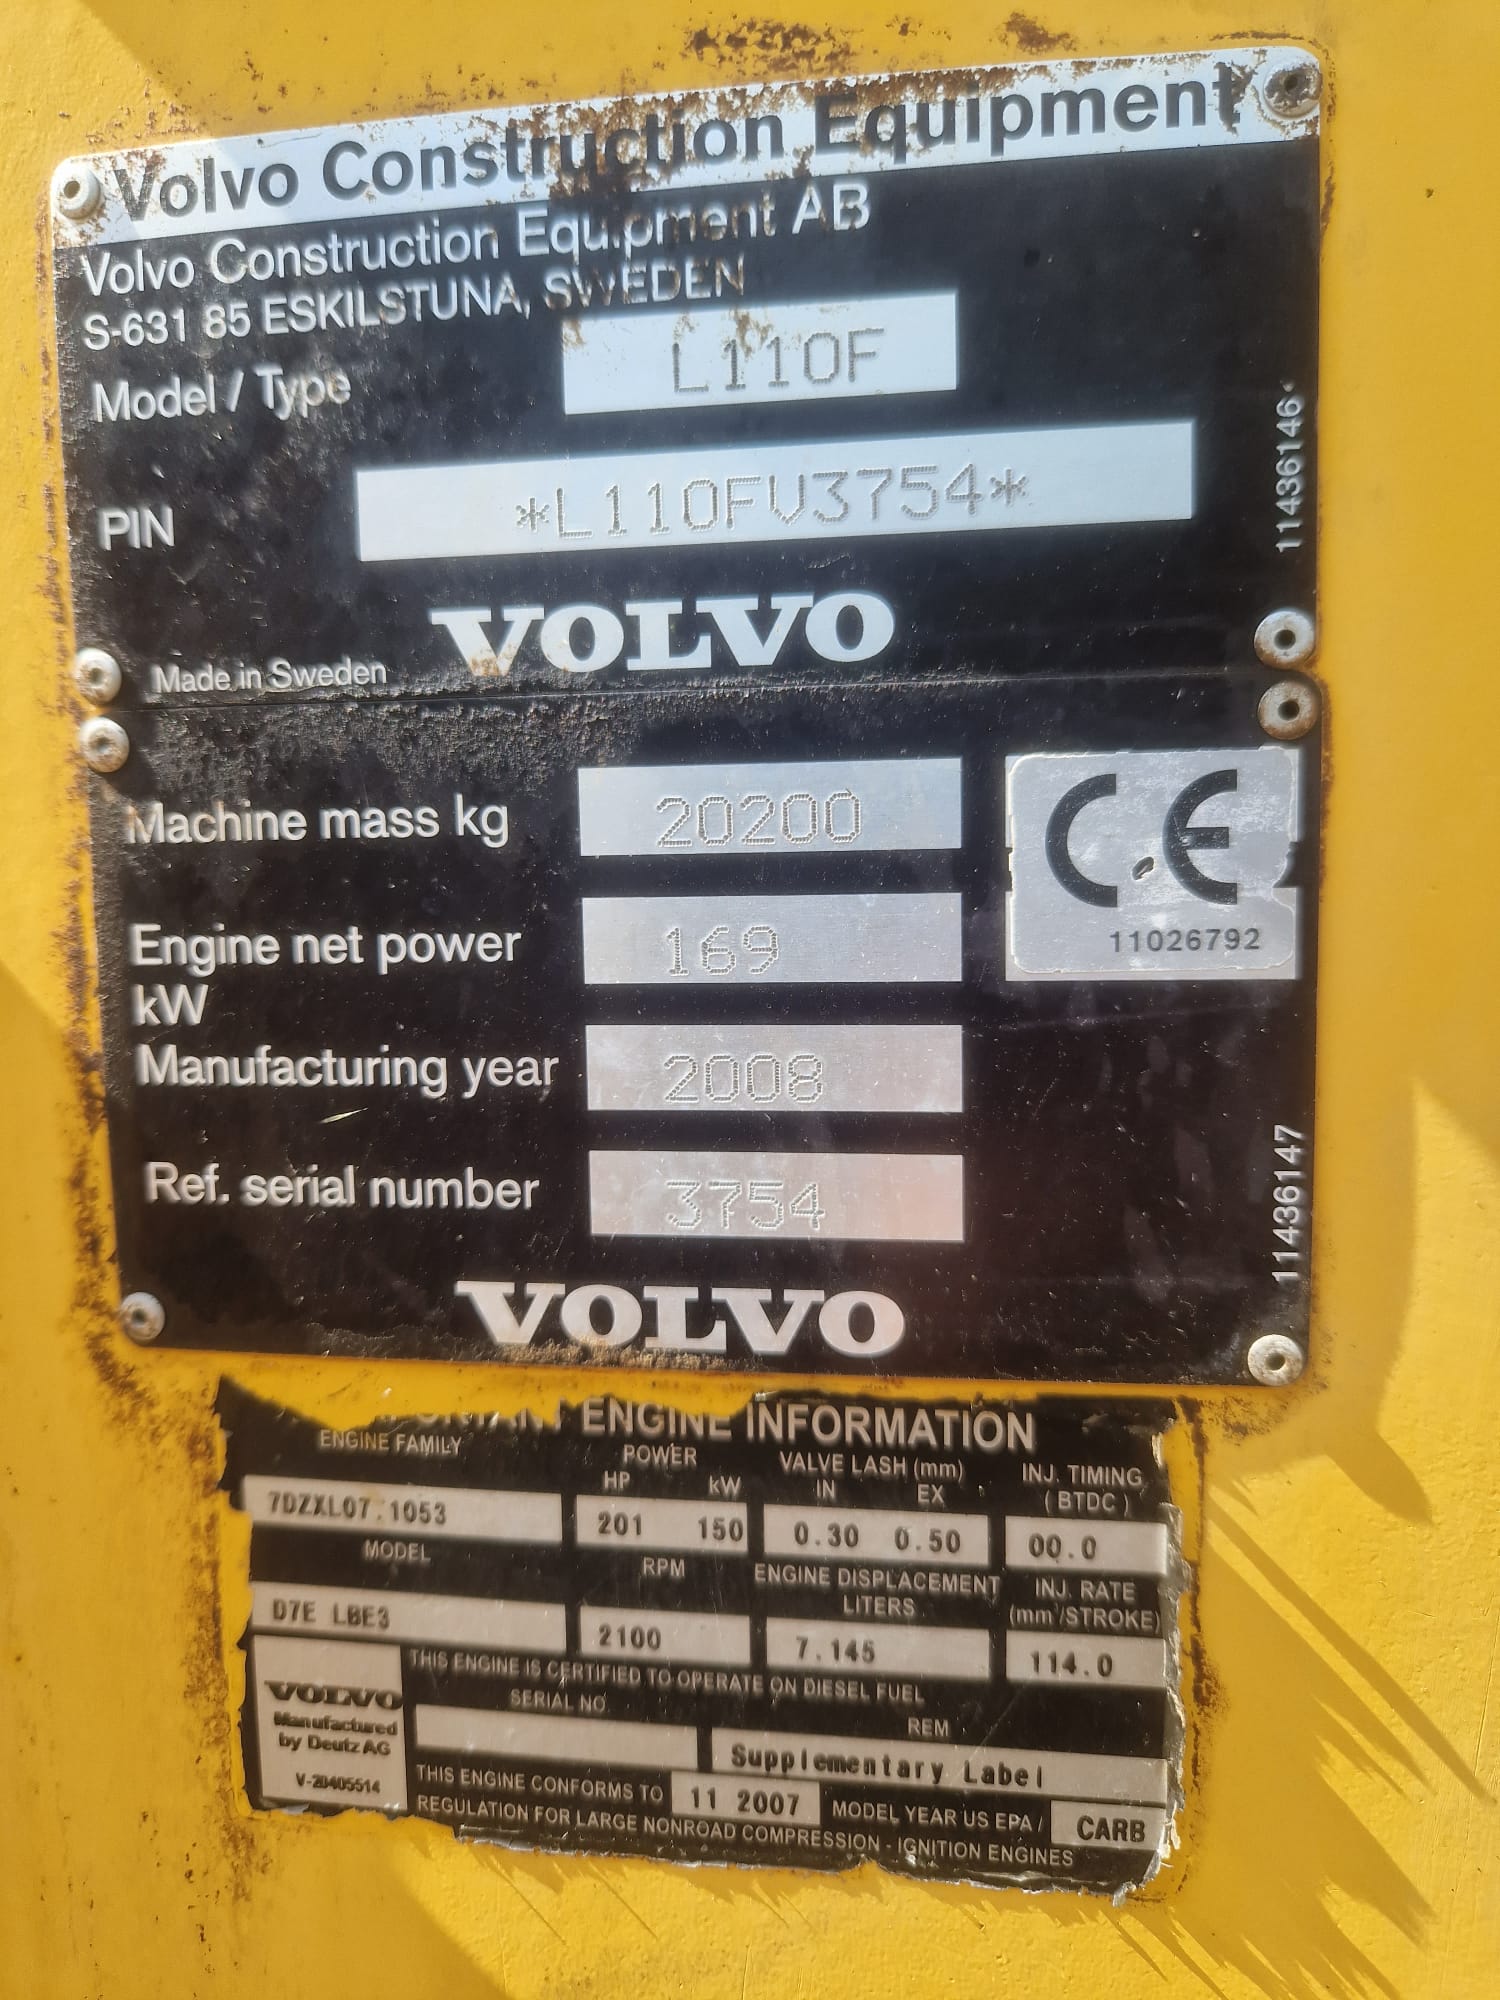 Volvo Construction Equipment
Volvo Construction Equipment AB
S-631 85 ESKILSTUNA, SWEDEN
Model / Type L110F
PIN *L110FV3754*
11436146
VOLVO
Made in Sweden
Machine mass kg 20200
CE
11026792
Engine net power 169
kW
Manufacturing year 2008
Ref. serial number 3754
11436147
VOLVO
ENGINE INFORMATION
ENGINE FAMILY POWER VALVE LASH (mm) INJ. TIMING
HP kW IN EX (BTDC)
7DZXL07.1053 201 150 0.30 0.50 00.0
MODEL RPM ENGINE DISPLACEMENT INJ. RATE
LITERS (mm³/STROKE)
D7E LBE3 2100 7.145 114.0
THIS ENGINE IS CERTIFIED TO OPERATE ON DIESEL FUEL
SERIAL NO REM
VOLVO
Manufactured
by Deutz AG
V-20405514
Supplementary Label
THIS ENGINE CONFORMS TO 11 2007 MODEL YEAR US EPA / CARB
REGULATION FOR LARGE NONROAD COMPRESSION - IGNITION ENGINES